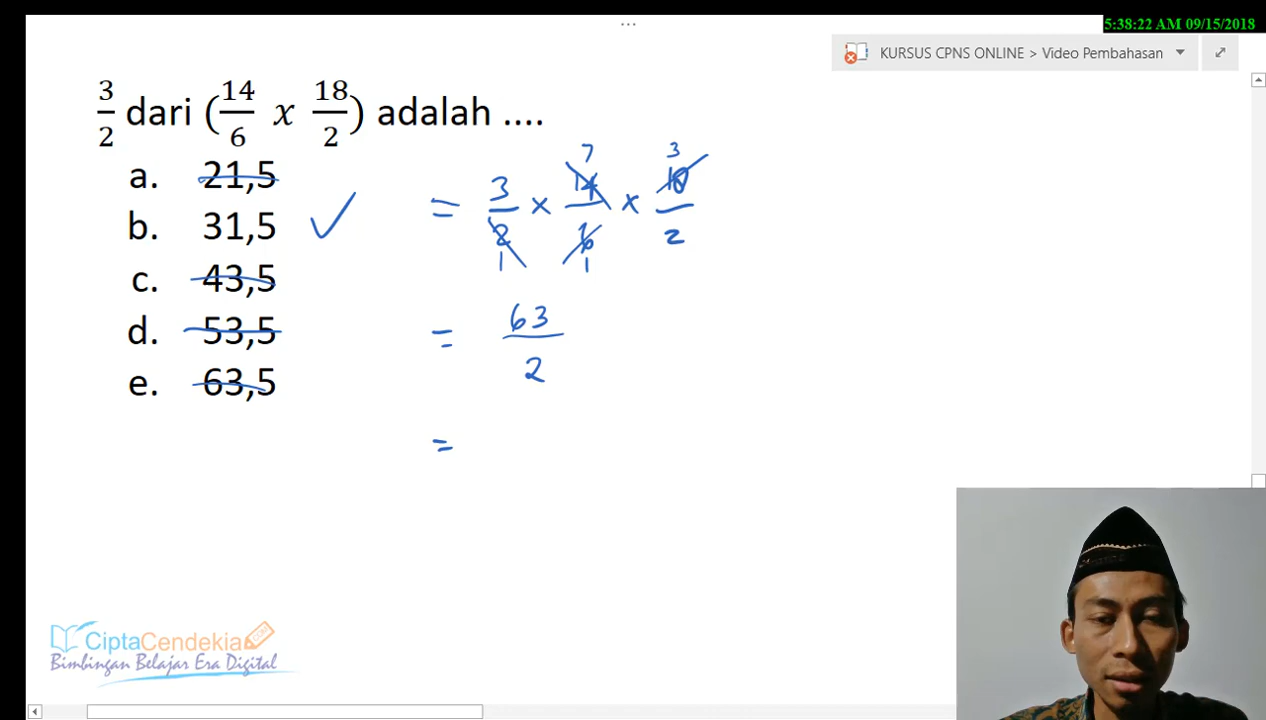 5:38:22 AM 09/15/2018
KURSUS CPNS ONLINE > Video Pembahasan
3/2 dari (14/6 x 18/2) adalah ....
a. 21,5
b. 31,5 ✓
c. 43,5
d. 53,5
e. 63,5
= 3/2 x 14/6 x 18/2
7 3
1 1
= 63/2
=
CiptaCendekia.COM
Bimbingan Belajar Era Digital